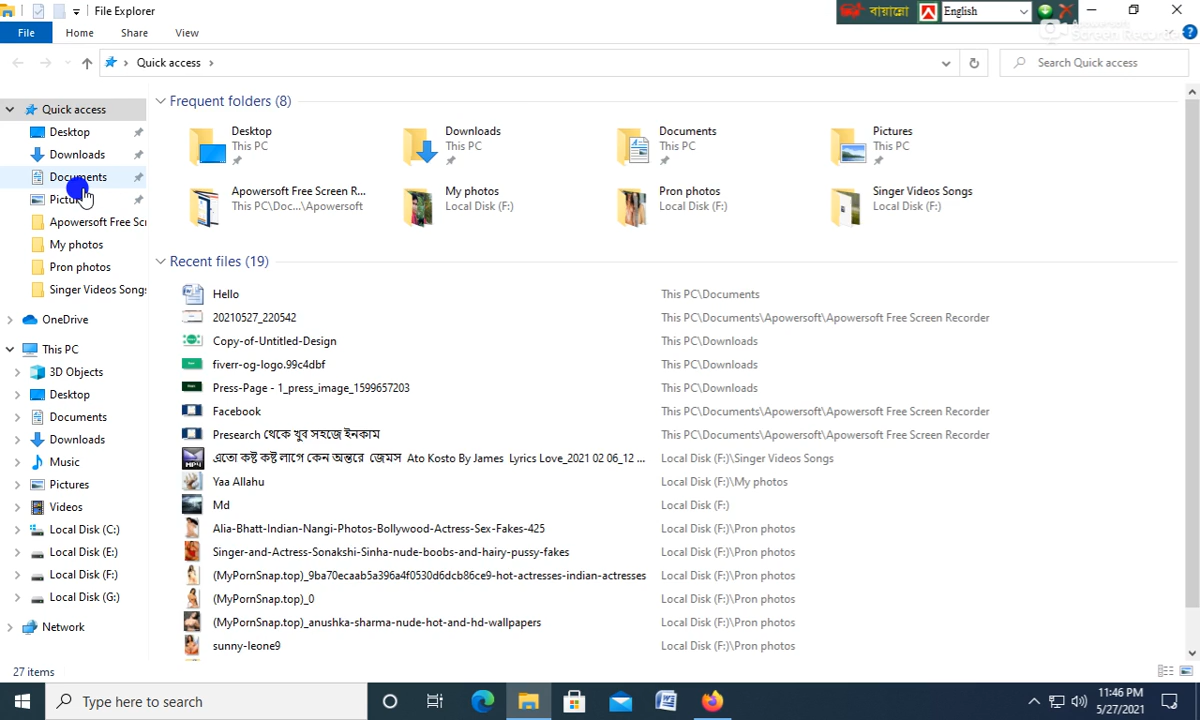 File Explorer
বায়ান্নো
English
Apowersoft
Screen Recorder
File Home Share View
Quick access
Search Quick access
Quick access
Desktop
Downloads
Documents
Apowersoft Free Scr
My photos
Pron photos
Singer Videos Songs
OneDrive
This PC
3D Objects
Desktop
Documents
Downloads
Music
Pictures
Videos
Local Disk (C:)
Local Disk (E:)
Local Disk (F:)
Local Disk (G:)
Network
Frequent folders (8)
Desktop
This PC
Downloads
This PC
Documents
This PC
Pictures
This PC
Apowersoft Free Screen R...
This PC\Doc...\Apowersoft
My photos
Local Disk (F:)
Pron photos
Local Disk (F:)
Singer Videos Songs
Local Disk (F:)
Recent files (19)
Hello This PC\Documents
20210527_220542 This PC\Documents\Apowersoft\Apowersoft Free Screen Recorder
Copy-of-Untitled-Design This PC\Downloads
fiverr-og-logo.99c4dbf This PC\Downloads
Press-Page - 1_press_image_1599657203 This PC\Downloads
Facebook This PC\Documents\Apowersoft\Apowersoft Free Screen Recorder
Presearch থেকে খুব সহজে ইনকাম This PC\Documents\Apowersoft\Apowersoft Free Screen Recorder
এতো কষ্ট কষ্ট লাগে কেন অন্তরে জেমস Ato Kosto By James Lyrics Love_2021 02 06_12 ... Local Disk (F:)\Singer Videos Songs
Yaa Allahu Local Disk (F:)\My photos
Md Local Disk (F:)
Alia-Bhatt-Indian-Nangi-Photos-Bollywood-Actress-Sex-Fakes-425 Local Disk (F:)\Pron photos
Singer-and-Actress-Sonakshi-Sinha-nude-boobs-and-hairy-pussy-fakes Local Disk (F:)\Pron photos
(MyPornSnap.top)_9ba70ecaab5a396a4f0530d6dcb86ce9-hot-actresses-indian-actresses Local Disk (F:)\Pron photos
(MyPornSnap.top)_0 Local Disk (F:)\Pron photos
(MyPornSnap.top)_anushka-sharma-nude-hot-and-hd-wallpapers Local Disk (F:)\Pron photos
sunny-leone9 Local Disk (F:)\Pron photos
27 items
Type here to search
11:46 PM
5/27/2021